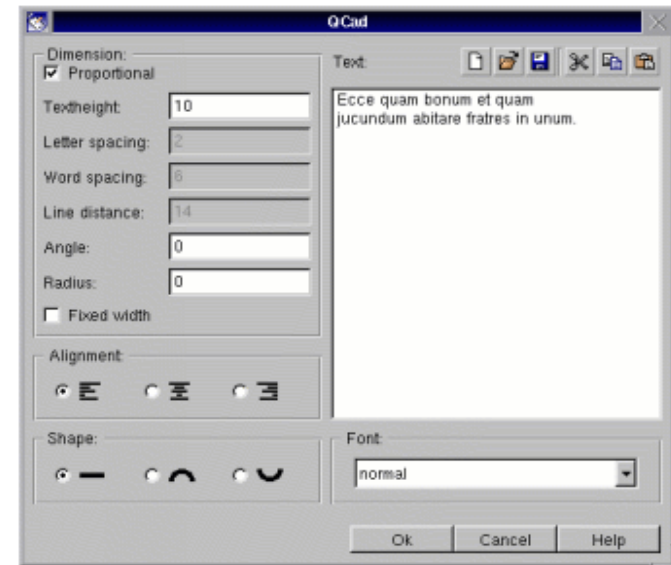 QCad
Dimension:
Proportional
Textheight: 10
Letter spacing: 2
Word spacing: 6
Line distance: 14
Angle: 0
Radius: 0
Fixed width
Alignment:
Shape:
Text:
Ecce quam bonum et quam
jucundum abitare fratres in unum.
Font:
normal
Ok Cancel Help